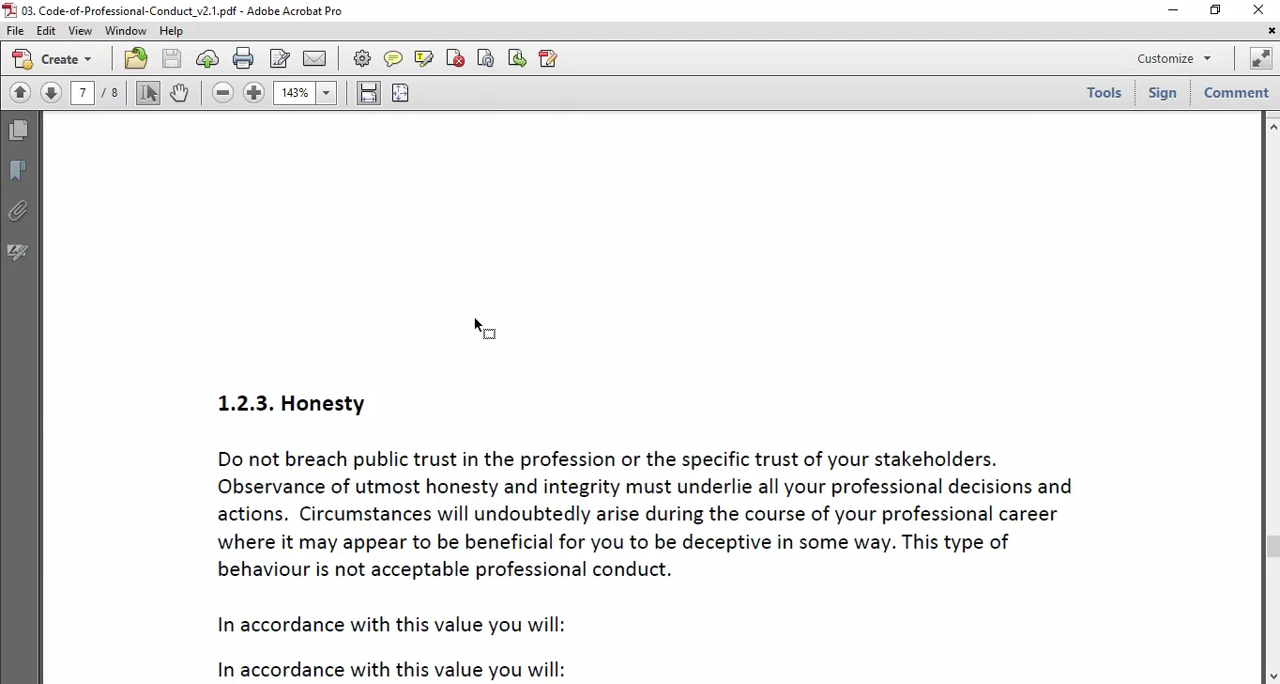 03. Code-of-Professional-Conduct_v2.1.pdf - Adobe Acrobat Pro
File Edit View Window Help
Create Customize
7 / 8 143% Tools Sign Comment
1.2.3. Honesty
Do not breach public trust in the profession or the specific trust of your stakeholders.
Observance of utmost honesty and integrity must underlie all your professional decisions and
actions.  Circumstances will undoubtedly arise during the course of your professional career
where it may appear to be beneficial for you to be deceptive in some way. This type of
behaviour is not acceptable professional conduct.
In accordance with this value you will:
In accordance with this value you will: